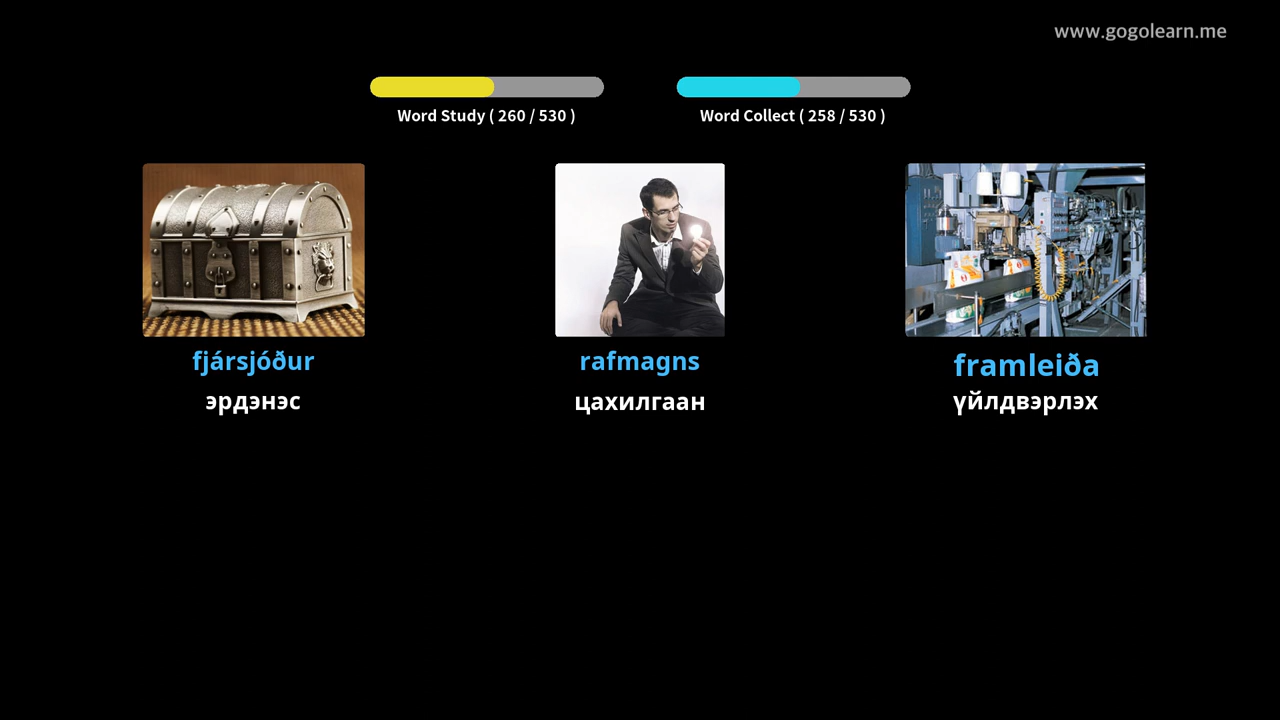 www.gogolearn.me
Word Study ( 260 / 530 )
Word Collect ( 258 / 530 )
fjársjóður
rafmagns
framleiða
эрдэнэс
цахилгаан
үйлдвэрлэх